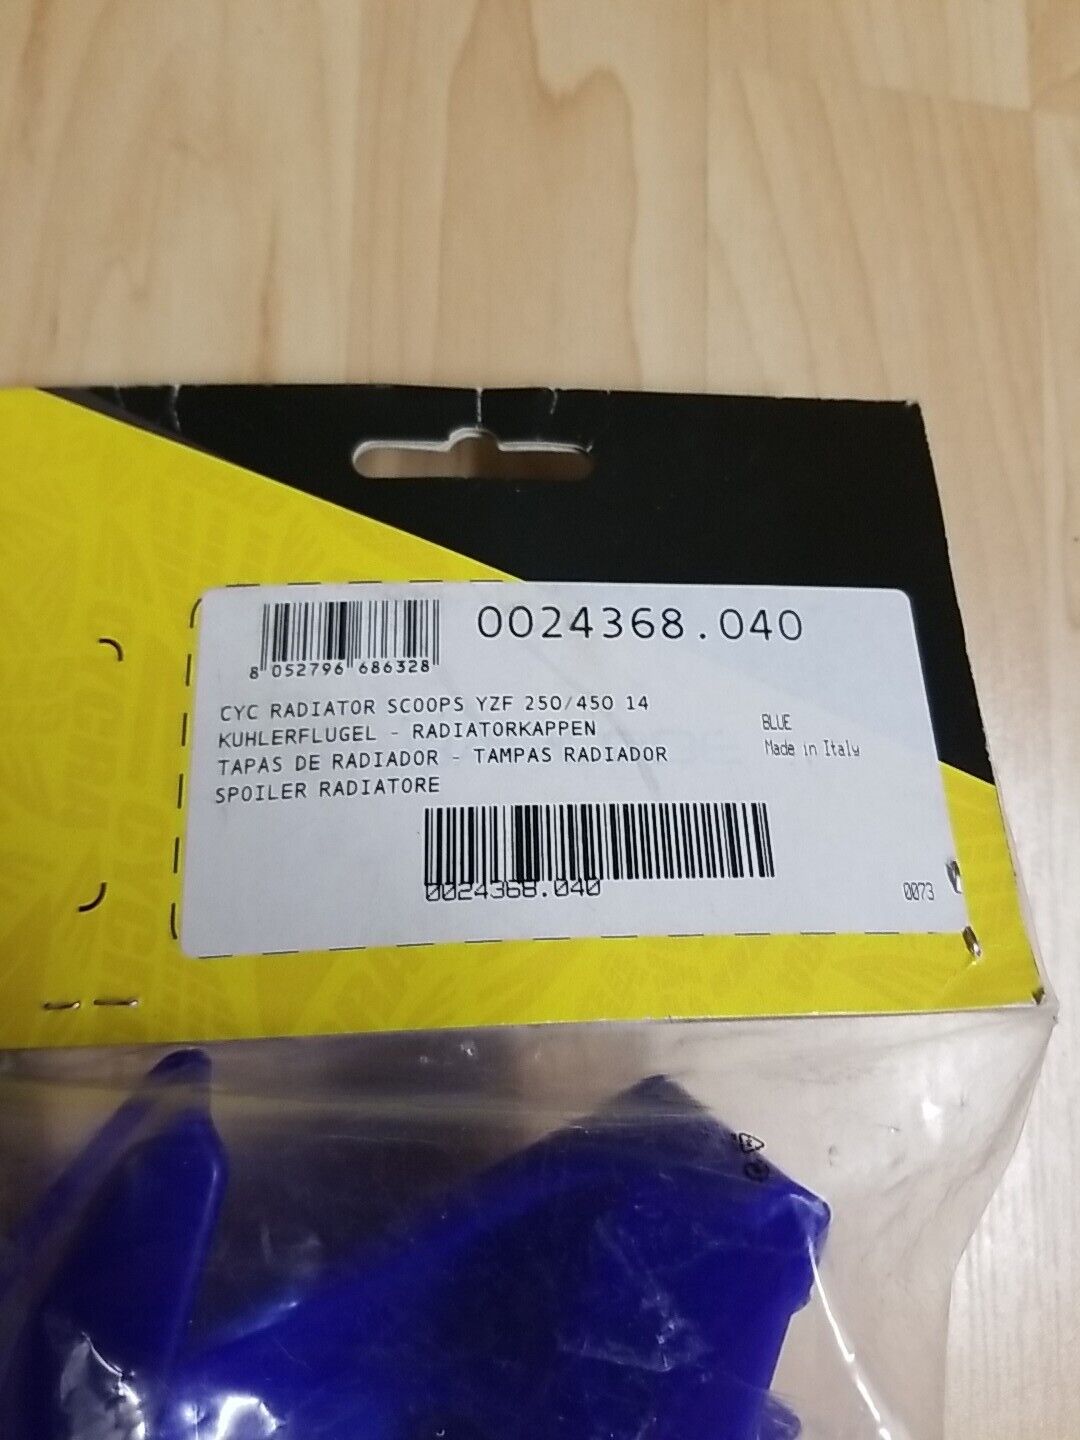 0024368.040
8 052796 686328
CYC RADIATOR SCOOPS YZF 250/450 14
KUHLERFLUGEL - RADIATORKAPPEN
TAPAS DE RADIADOR - TAMPAS RADIADOR
SPOILER RADIATORE
BLUE
Made in Italy
0024368.040
0073